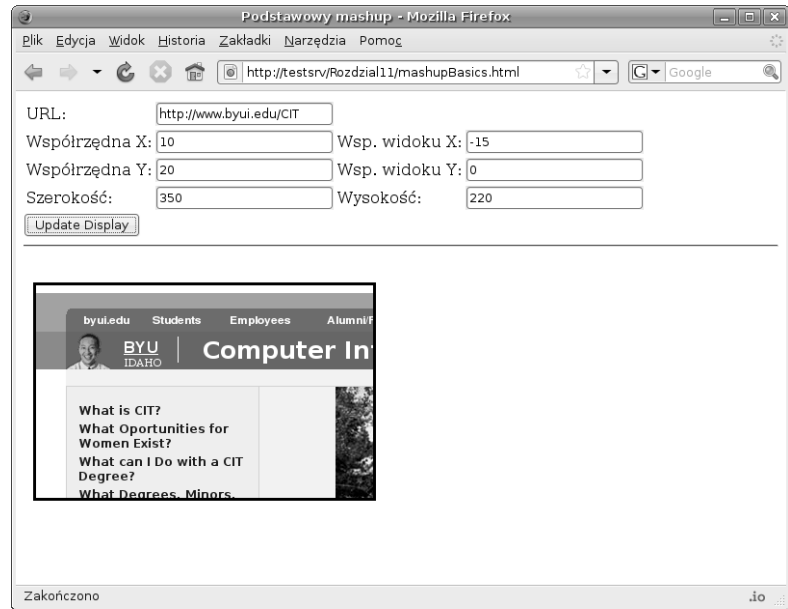 Podstawowy mashup - Mozilla Firefox
Plik Edycja Widok Historia Zakładki Narzędzia Pomoc
http://testsrv/Rozdzial11/mashupBasics.html G Google
URL: http://www.byui.edu/CIT
Współrzędna X: 10 Wsp. widoku X: -15
Współrzędna Y: 20 Wsp. widoku Y: 0
Szerokość: 350 Wysokość: 220
Update Display
byui.edu Students Employees Alumni/F
BYU Computer In
IDAHO
What is CIT?
What Oportunities for
Women Exist?
What can I Do with a CIT
Degree?
What Degrees, Minors,
Zakończono .io